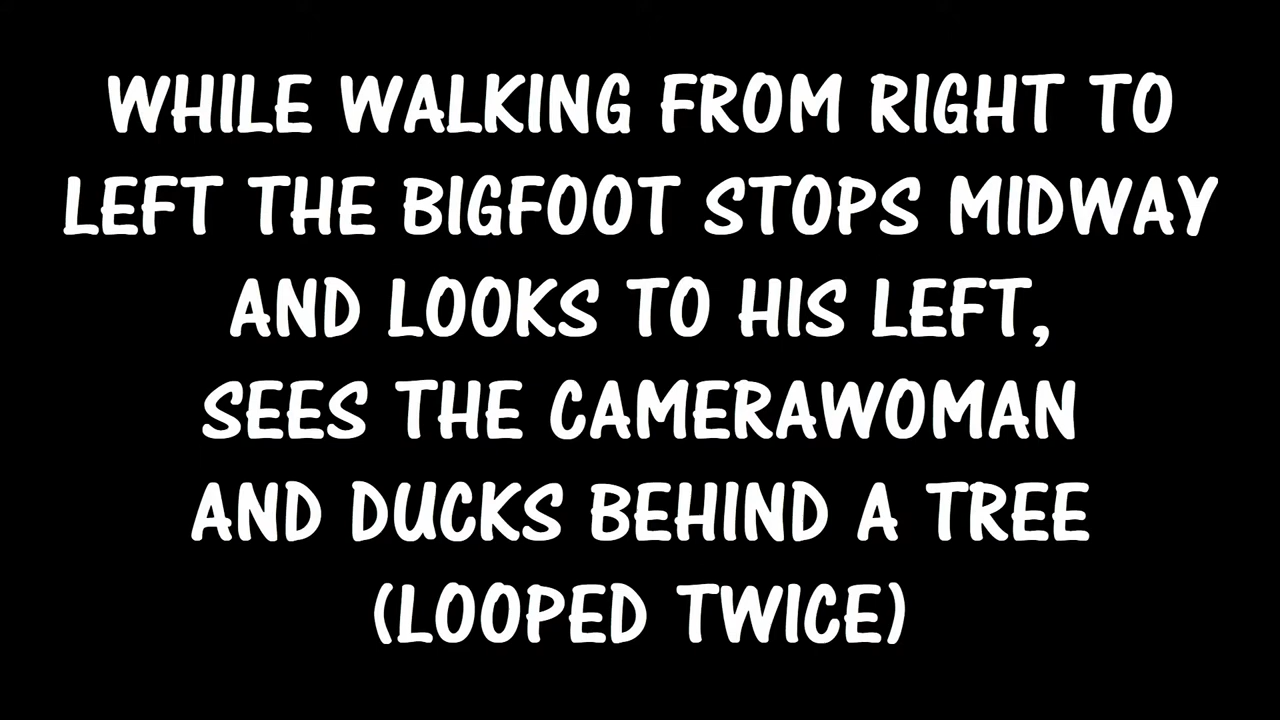 WHILE WALKING FROM RIGHT TO
LEFT THE BIGFOOT STOPS MIDWAY
AND LOOKS TO HIS LEFT,
SEES THE CAMERAWOMAN
AND DUCKS BEHIND A TREE
(LOOPED TWICE)